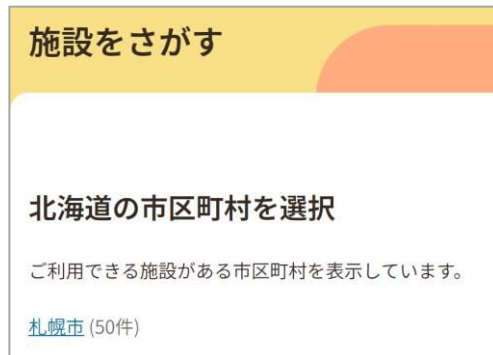 施設をさがす
北海道の市区町村を選択
ご利用できる施設がある市区町村を表示しています。
札幌市 (50件)